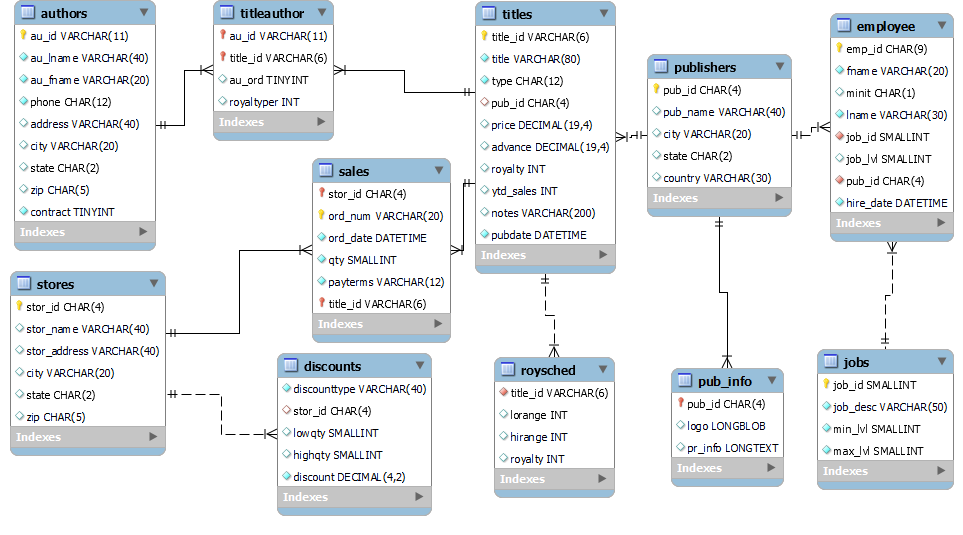 authors
au_id VARCHAR(11)
au_lname VARCHAR(40)
au_fname VARCHAR(20)
phone CHAR(12)
address VARCHAR(40)
city VARCHAR(20)
state CHAR(2)
zip CHAR(5)
contract TINYINT
Indexes
titleauthor
au_id VARCHAR(11)
title_id VARCHAR(6)
au_ord TINYINT
royaltyper INT
Indexes
titles
title_id VARCHAR(6)
title VARCHAR(80)
type CHAR(12)
pub_id CHAR(4)
price DECIMAL(19,4)
advance DECIMAL(19,4)
royalty INT
ytd_sales INT
notes VARCHAR(200)
pubdate DATETIME
Indexes
publishers
pub_id CHAR(4)
pub_name VARCHAR(40)
city VARCHAR(20)
state CHAR(2)
country VARCHAR(30)
Indexes
employee
emp_id CHAR(9)
fname VARCHAR(20)
minit CHAR(1)
lname VARCHAR(30)
job_id SMALLINT
job_lvl SMALLINT
pub_id CHAR(4)
hire_date DATETIME
Indexes
sales
stor_id CHAR(4)
ord_num VARCHAR(20)
ord_date DATETIME
qty SMALLINT
payterms VARCHAR(12)
title_id VARCHAR(6)
Indexes
stores
stor_id CHAR(4)
stor_name VARCHAR(40)
stor_address VARCHAR(40)
city VARCHAR(20)
state CHAR(2)
zip CHAR(5)
Indexes
discounts
discounttype VARCHAR(40)
stor_id CHAR(4)
lowqty SMALLINT
highqty SMALLINT
discount DECIMAL(4,2)
Indexes
roysched
title_id VARCHAR(6)
lorange INT
hirange INT
royalty INT
Indexes
pub_info
pub_id CHAR(4)
logo LONGBLOB
pr_info LONGTEXT
Indexes
jobs
job_id SMALLINT
job_desc VARCHAR(50)
min_lvl SMALLINT
max_lvl SMALLINT
Indexes